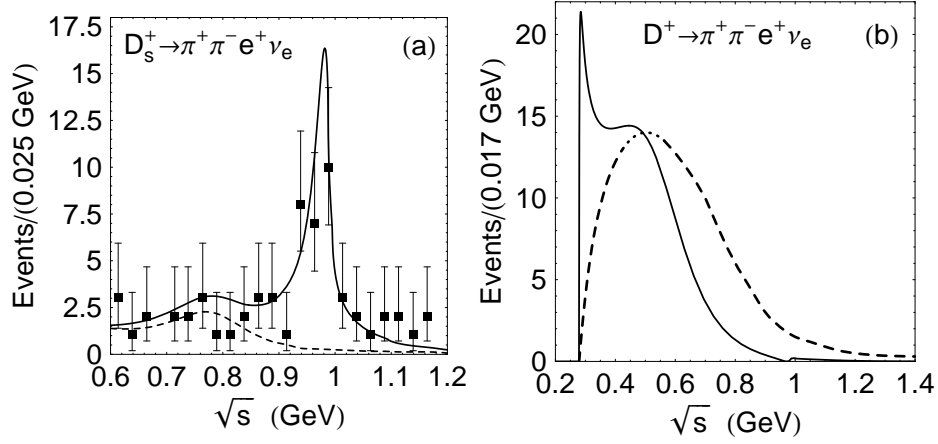 Events/(0.025 GeV)
17.5
15
12.5
10
7.5
5
2.5
0
D_s^+→π^+π^-e^+ν_e
(a)
0.6 0.7 0.8 0.9 1 1.1 1.2
√s (GeV)
Events/(0.017 GeV)
20
15
10
5
0
D^+→π^+π^-e^+ν_e
(b)
0.2 0.4 0.6 0.8 1 1.2 1.4
√s (GeV)